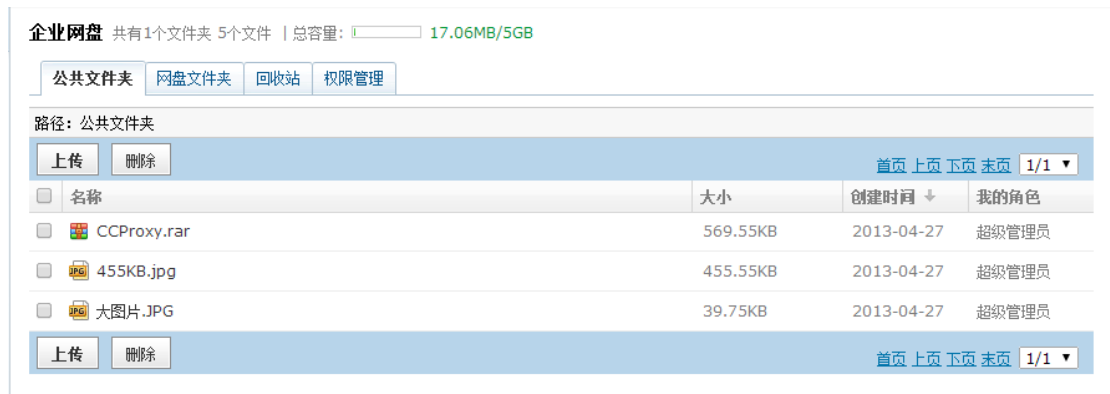 企业网盘 共有1个文件夹 5个文件 | 总容量: 17.06MB/5GB
公共文件夹 网盘文件夹 回收站 权限管理
路径: 公共文件夹
上传 删除 首页 上页 下页 末页 1/1
名称 大小 创建时间 我的角色
CCProxy.rar 569.55KB 2013-04-27 超级管理员
JPG 455KB.jpg 455.55KB 2013-04-27 超级管理员
JPG 大图片.JPG 39.75KB 2013-04-27 超级管理员
上传 删除 首页 上页 下页 末页 1/1